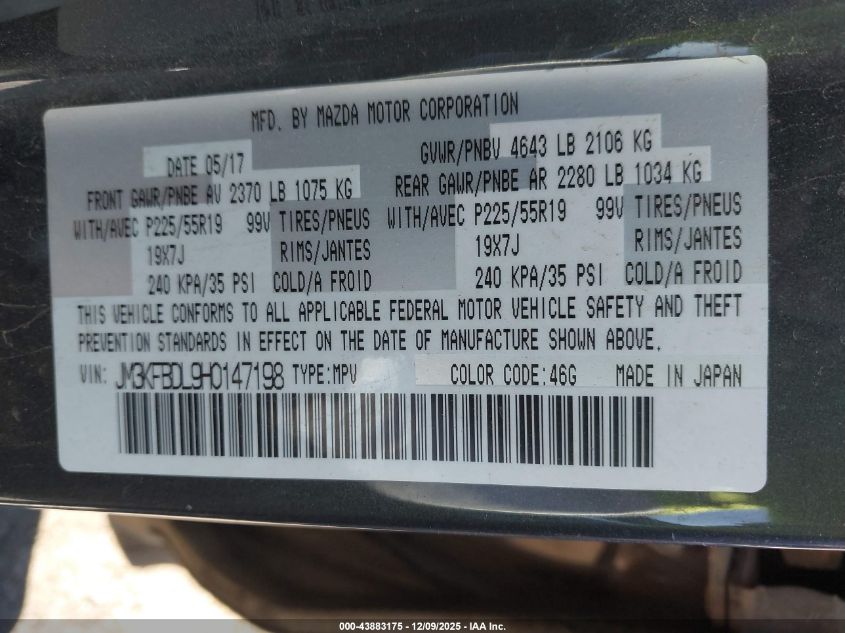 MFD. BY MAZDA MOTOR CORPORATION
DATE 05/17 GVWR/PNBV 4643 LB 2106 KG
FRONT GAWR/PNBE AV 2370 LB 1075 KG REAR GAWR/PNBE AR 2280 LB 1034 KG
WITH/AVEC P225/55R19 99V TIRES/PNEUS WITH/AVEC P225/55R19 99V TIRES/PNEUS
19X7J RIMS/JANTES 19X7J RIMS/JANTES
240 KPA/35 PSI COLD/A FROID 240 KPA/35 PSI COLD/A FROID
THIS VEHICLE CONFORMS TO ALL APPLICABLE FEDERAL MOTOR VEHICLE SAFETY AND THEFT
PREVENTION STANDARDS IN EFFECT ON THE DATE OF MANUFACTURE SHOWN ABOVE.
VIN: JM3KFBDL9H0147198 TYPE:MPV COLOR CODE:46G MADE IN JAPAN
000-43883175 - 12/09/2025 - IAA Inc.